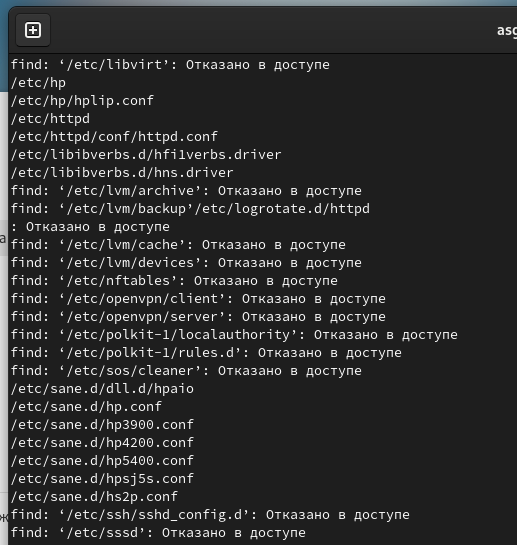 asg
find: ‘/etc/libvirt’: Отказано в доступе
/etc/hp
/etc/hp/hplip.conf
/etc/httpd
/etc/httpd/conf/httpd.conf
/etc/libibverbs.d/hfi1verbs.driver
/etc/libibverbs.d/hns.driver
find: ‘/etc/lvm/archive’: Отказано в доступе
find: ‘/etc/lvm/backup’/etc/logrotate.d/httpd
: Отказано в доступе
find: ‘/etc/lvm/cache’: Отказано в доступе
find: ‘/etc/lvm/devices’: Отказано в доступе
find: ‘/etc/nftables’: Отказано в доступе
find: ‘/etc/openvpn/client’: Отказано в доступе
find: ‘/etc/openvpn/server’: Отказано в доступе
find: ‘/etc/polkit-1/localauthority’: Отказано в доступе
find: ‘/etc/polkit-1/rules.d’: Отказано в доступе
find: ‘/etc/sos/cleaner’: Отказано в доступе
/etc/sane.d/dll.d/hpaio
/etc/sane.d/hp.conf
/etc/sane.d/hp3900.conf
/etc/sane.d/hp4200.conf
/etc/sane.d/hp5400.conf
/etc/sane.d/hpsj5s.conf
/etc/sane.d/hs2p.conf
find: ‘/etc/ssh/sshd_config.d’: Отказано в доступе
find: ‘/etc/sssd’: Отказано в доступе